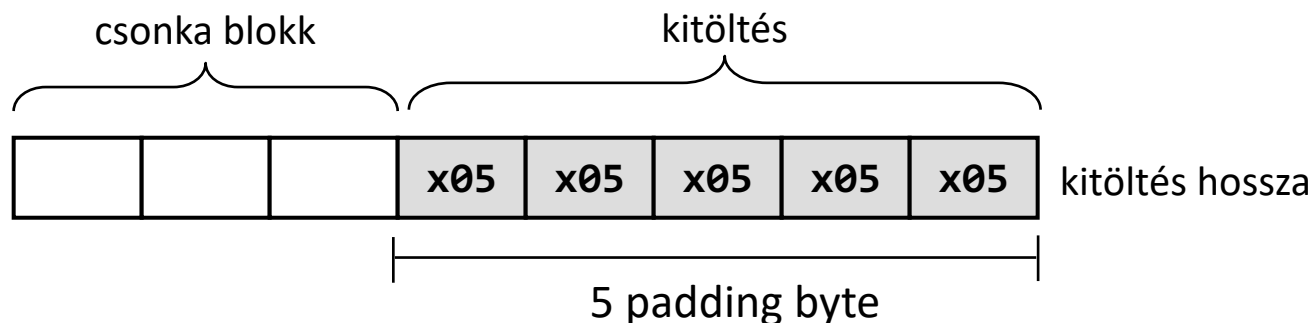 csonka blokk
kitöltés
x05 x05 x05 x05 x05
kitöltés hossza
5 padding byte